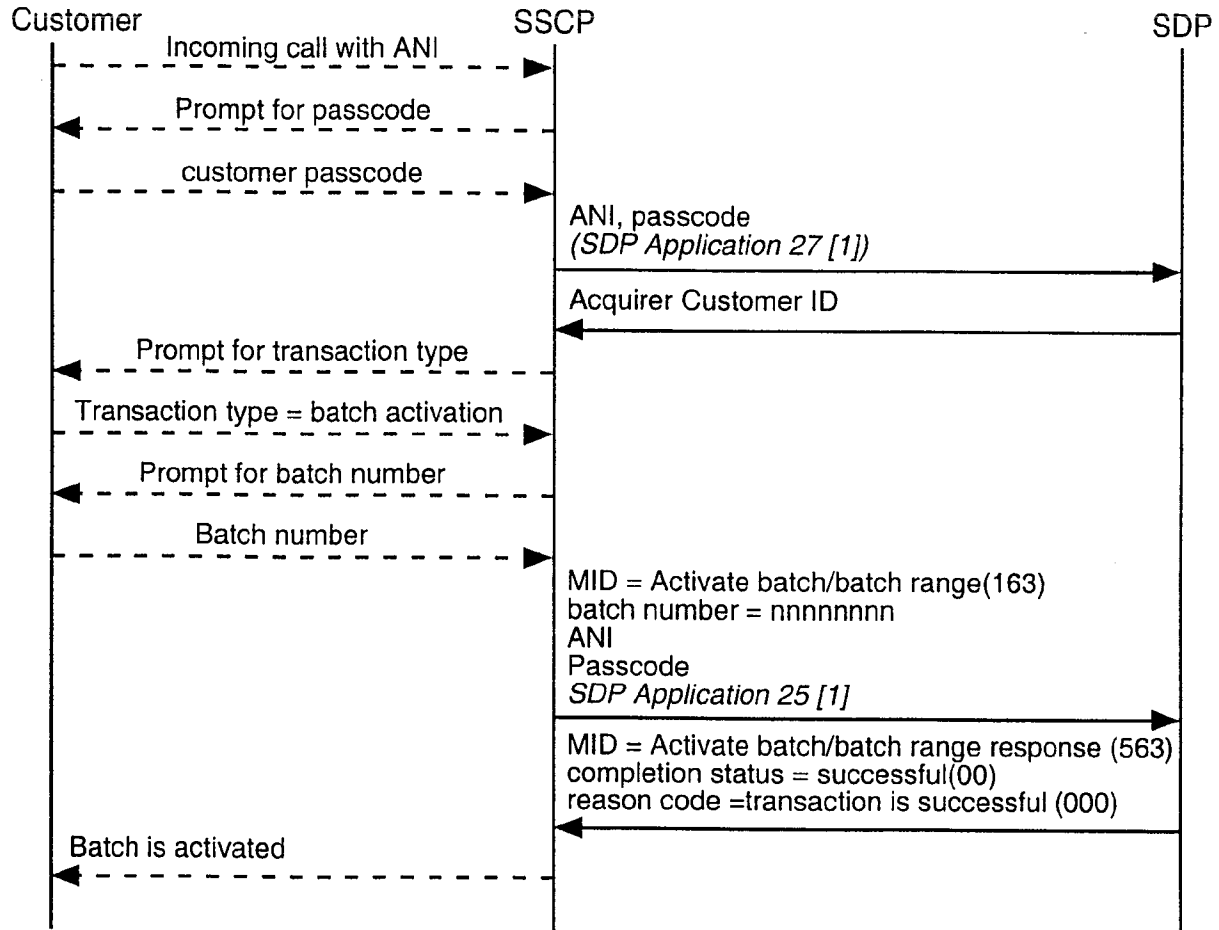 Customer
SSCP
SDP
Incoming call with ANI
Prompt for passcode
customer passcode
ANI, passcode
(SDP Application 27 [1])
Acquirer Customer ID
Prompt for transaction type
Transaction type = batch activation
Prompt for batch number
Batch number
MID = Activate batch/batch range(163)
batch number = nnnnnnnnn
ANI
Passcode
SDP Application 25 [1]
MID = Activate batch/batch range response (563)
completion status = successful(00)
reason code =transaction is successful (000)
Batch is activated